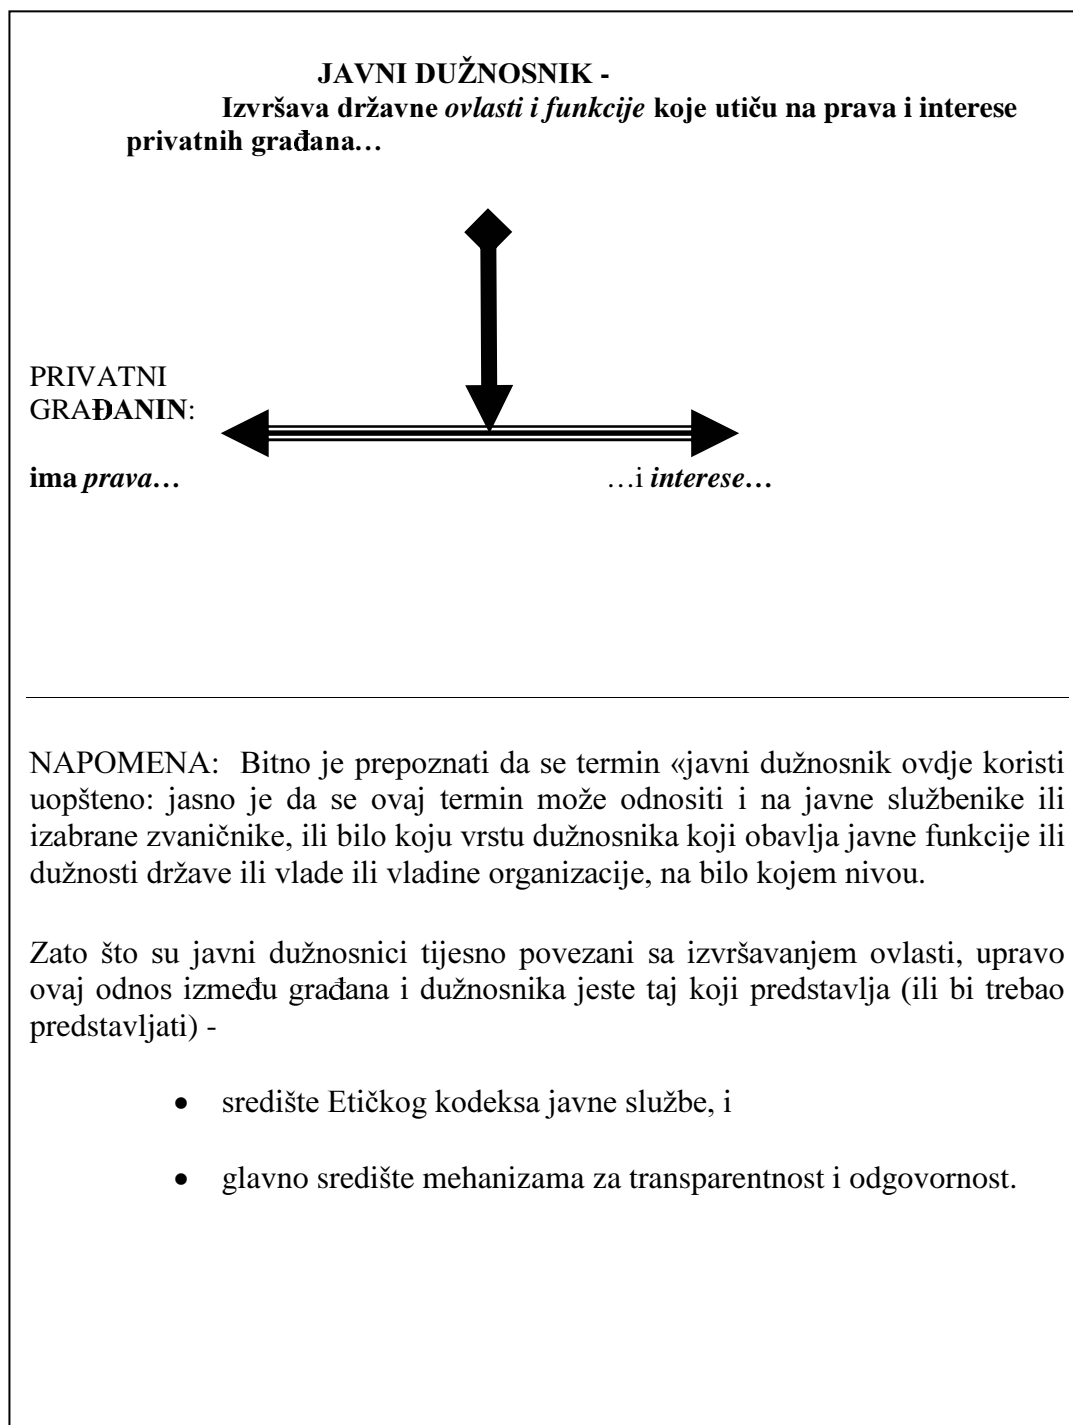 JAVNI DUŽNOSNIK -
Izvršava državne ovlasti i funkcije koje utiču na prava i interese
privatnih građana…
PRIVATNI
GRAĐANIN:
ima prava…
…i interese…
NAPOMENA: Bitno je prepoznati da se termin «javni dužnosnik ovdje koristi
uopšteno: jasno je da se ovaj termin može odnositi i na javne službenike ili
izabrane zvaničnike, ili bilo koju vrstu dužnosnika koji obavlja javne funkcije ili
dužnosti države ili vlade ili vladine organizacije, na bilo kojem nivou.
Zato što su javni dužnosnici tijesno povezani sa izvršavanjem ovlasti, upravo
ovaj odnos između građana i dužnosnika jeste taj koji predstavlja (ili bi trebao
predstavljati) -
• središte Etičkog kodeksa javne službe, i
• glavno središte mehanizama za transparentnost i odgovornost.